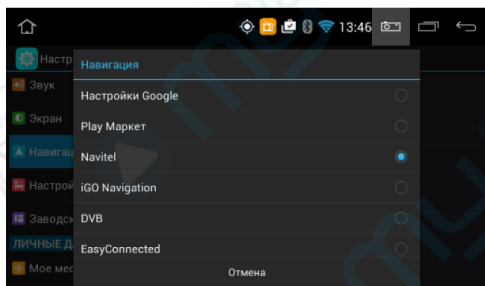 13:46
Настр
Навигация
Звук
Настройки Google
Экран
Play Маркет
Навигац
Navitel
Настрой
iGO Navigation
Заводск
DVB
ЛИЧНЫЕ Д
EasyConnected
Мое мес
Отмена